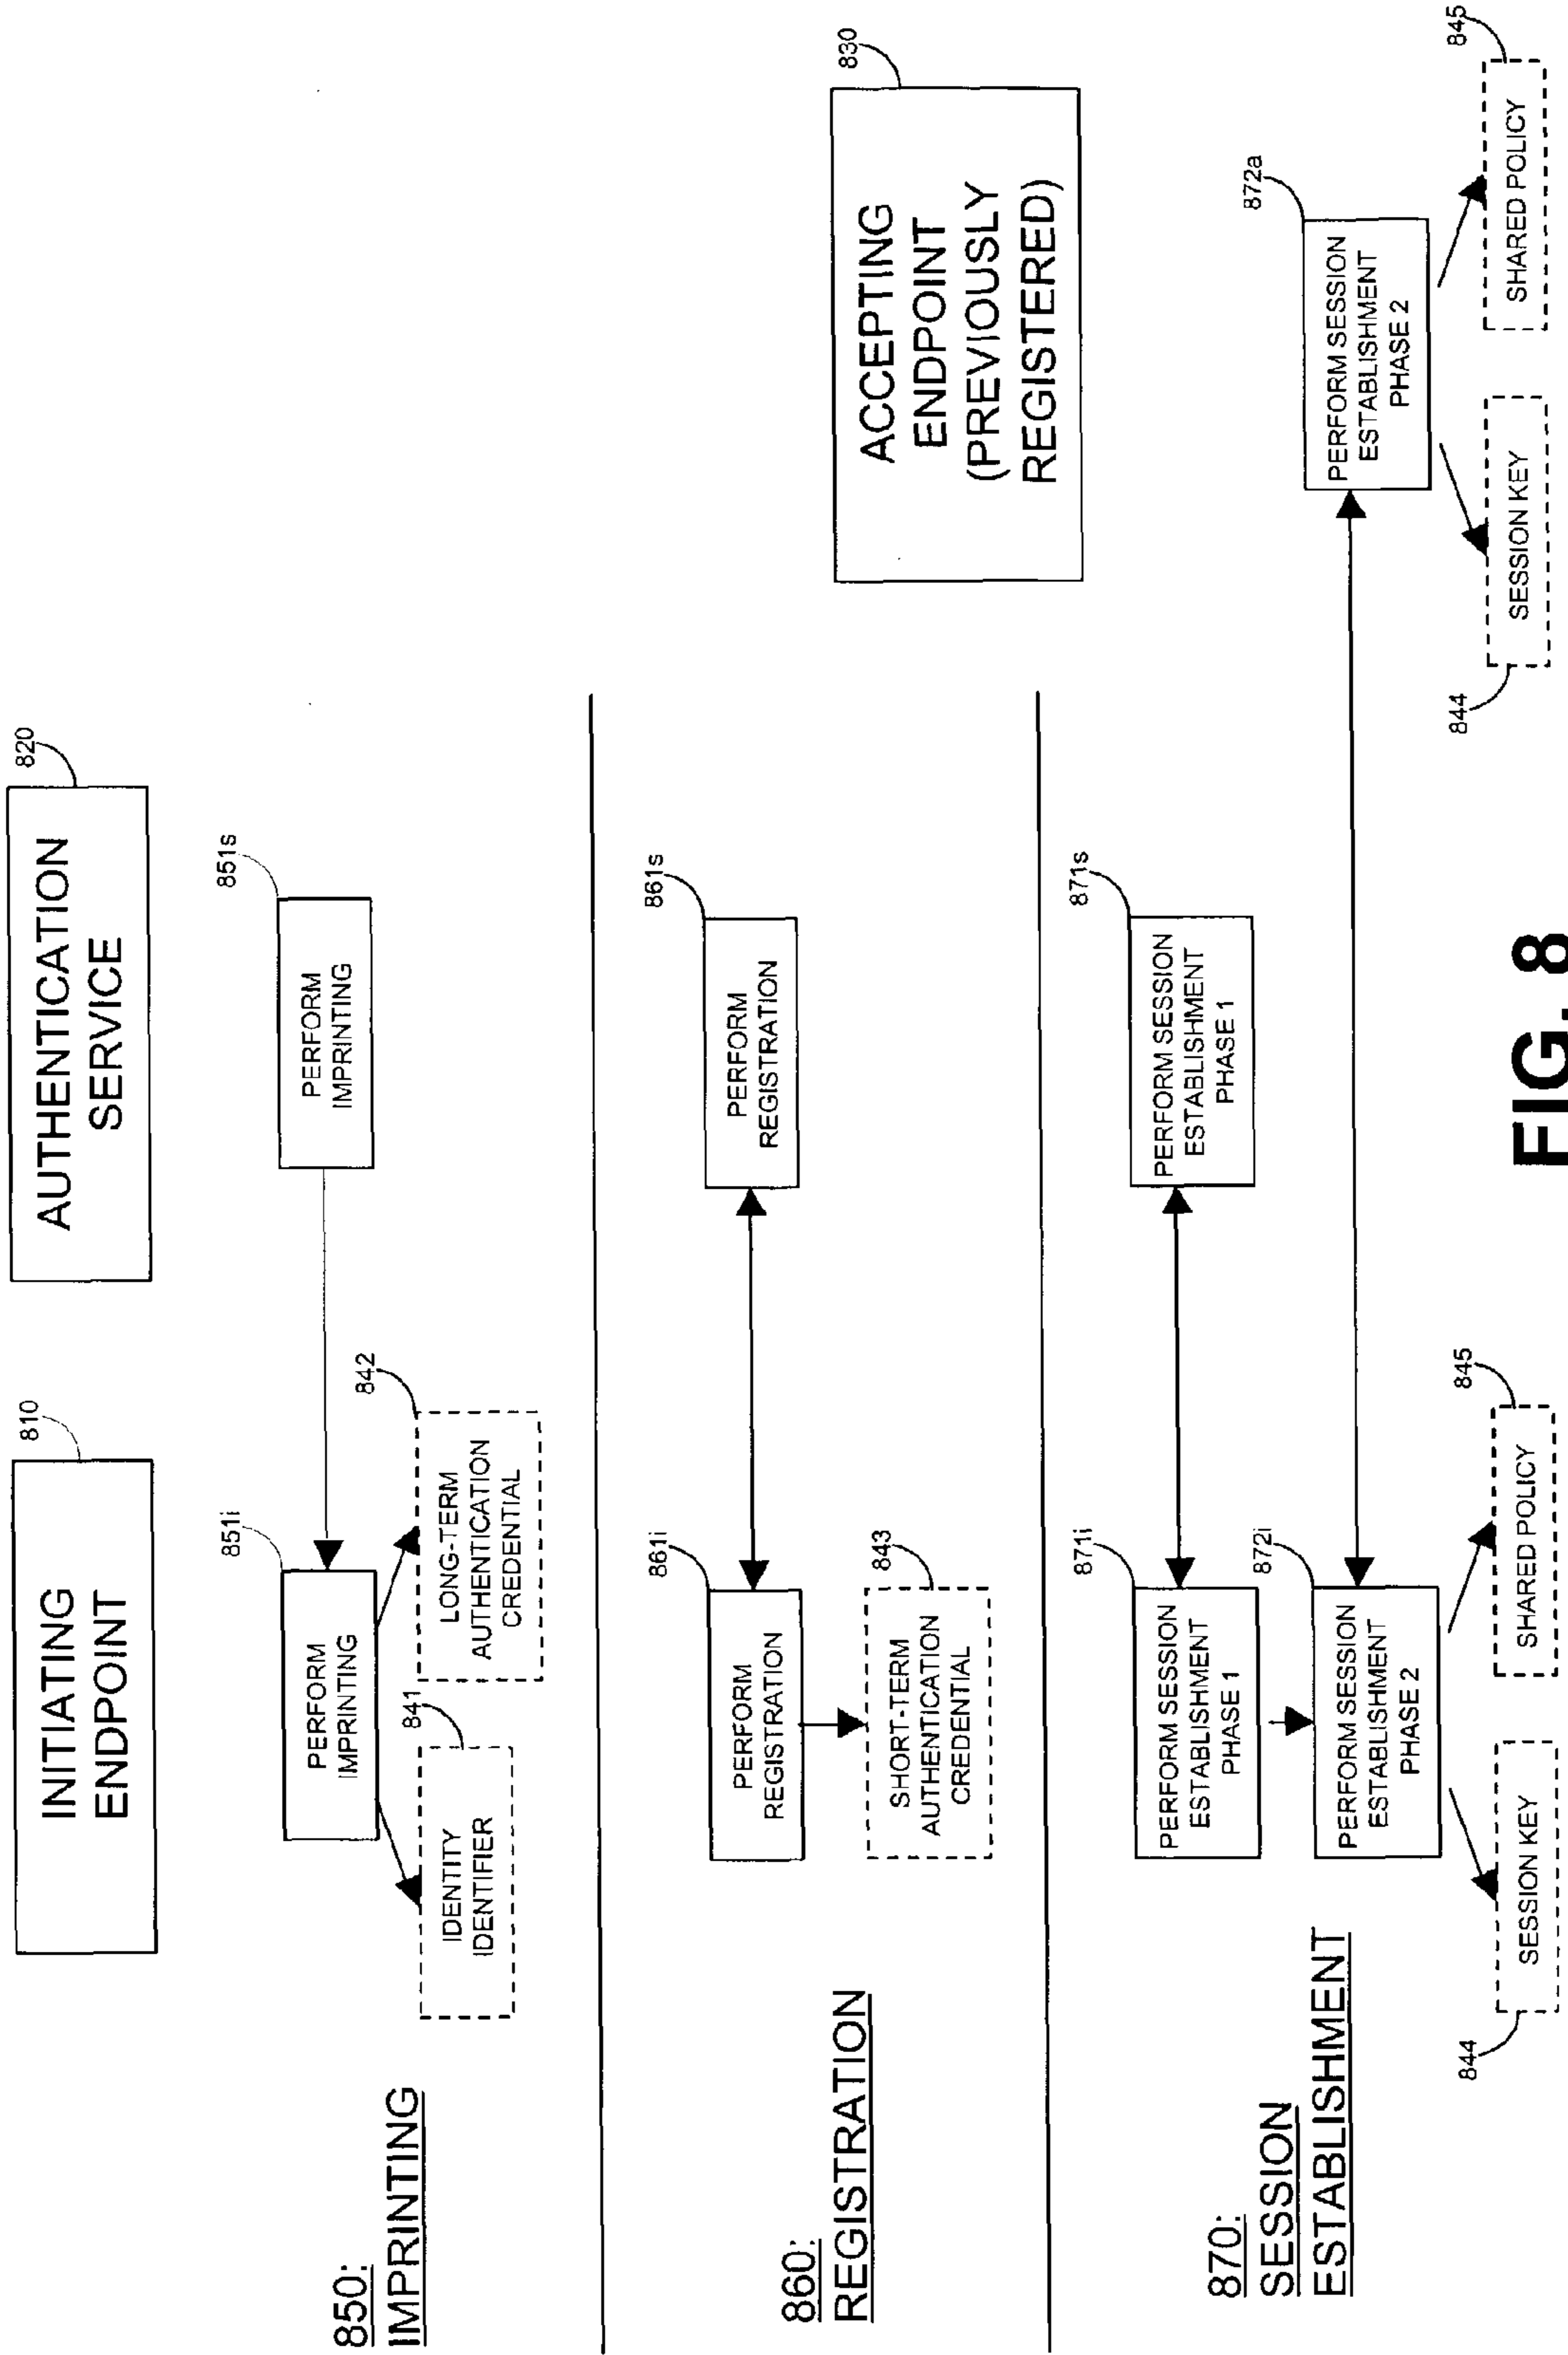 INITIATING
ENDPOINT
810
AUTHENTICATION
SERVICE
820
850:
IMPRINTING
851i
PERFORM
IMPRINTING
851s
PERFORM
IMPRINTING
841
IDENTITY
IDENTIFIER
842
LONG-TERM
AUTHENTICATION
CREDENTIAL
860:
REGISTRATION
861i
PERFORM
REGISTRATION
861s
PERFORM
REGISTRATION
843
SHORT-TERM
AUTHENTICATION
CREDENTIAL
830
ACCEPTING
ENDPOINT
(PREVIOUSLY
REGISTERED)
870:
SESSION
ESTABLISHMENT
871i
PERFORM SESSION
ESTABLISHMENT
PHASE 1
871s
PERFORM SESSION
ESTABLISHMENT
PHASE 1
872i
PERFORM SESSION
ESTABLISHMENT
PHASE 2
872a
PERFORM SESSION
ESTABLISHMENT
PHASE 2
844
SESSION KEY
845
SHARED POLICY
844
SESSION KEY
845
SHARED POLICY
FIG. 8